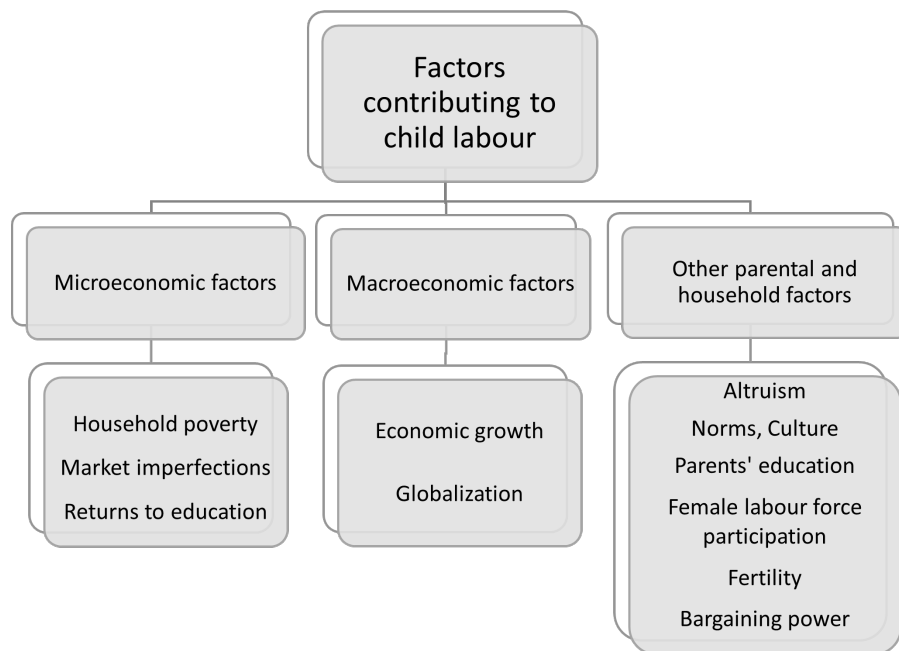 Factors
contributing to
child labour
Microeconomic factors
Macroeconomic factors
Other parental and
household factors
Household poverty
Market imperfections
Returns to education
Economic growth
Globalization
Altruism
Norms, Culture
Parents' education
Female labour force
participation
Fertility
Bargaining power